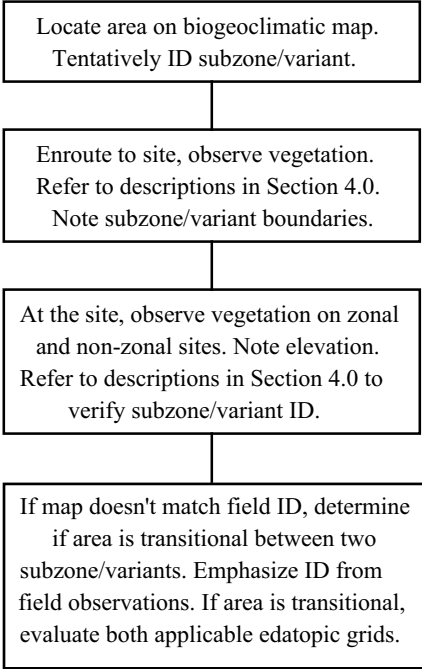 Locate area on biogeoclimatic map.
Tentatively ID subzone/variant.
Enroute to site, observe vegetation.
Refer to descriptions in Section 4.0.
Note subzone/variant boundaries.
At the site, observe vegetation on zonal
and non-zonal sites. Note elevation.
Refer to descriptions in Section 4.0 to
verify subzone/variant ID.
If map doesn't match field ID, determine
if area is transitional between two
subzone/variants. Emphasize ID from
field observations. If area is transitional,
evaluate both applicable edatopic grids.